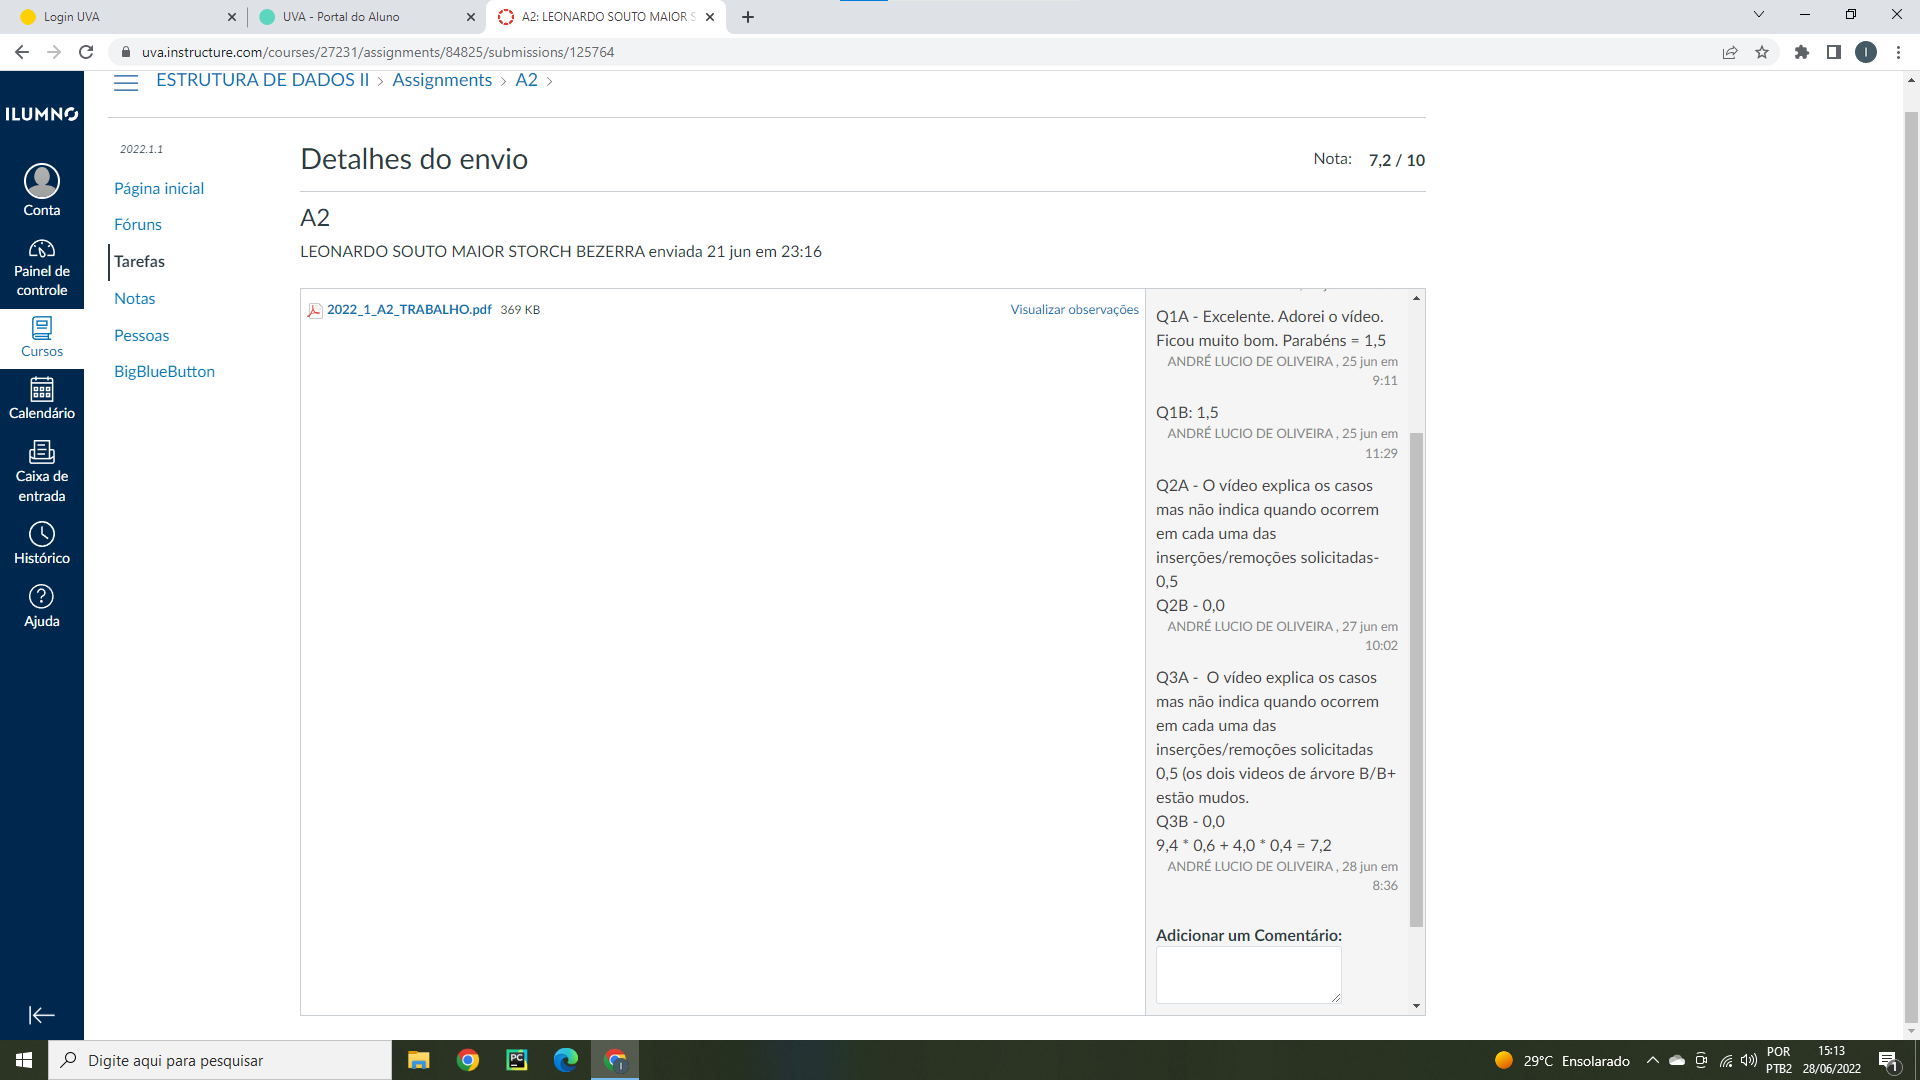 Login UVA
UVA - Portal do Aluno
A2: LEONARDO SOUTO MAIOR S
uva.instructure.com/courses/27231/assignments/84825/submissions/125764
I
ILUMNO
Conta
Painel de
controle
Cursos
Calendário
Caixa de
entrada
Histórico
Ajuda
ESTRUTURA DE DADOS II > Assignments > A2 >
2022.1.1
Página inicial
Fóruns
Tarefas
Notas
Pessoas
BigBlueButton
Detalhes do envio
Nota: 7,2 / 10
A2
LEONARDO SOUTO MAIOR STORCH BEZERRA enviada 21 jun em 23:16
2022_1_A2_TRABALHO.pdf 369 KB
Visualizar observações
Q1A - Excelente. Adorei o vídeo.
Ficou muito bom. Parabéns = 1,5
ANDRÉ LUCIO DE OLIVEIRA , 25 jun em
9:11
Q1B: 1,5
ANDRÉ LUCIO DE OLIVEIRA , 25 jun em
11:29
Q2A - O vídeo explica os casos
mas não indica quando ocorrem
em cada uma das
inserções/remoções solicitadas-
0,5
Q2B - 0,0
ANDRÉ LUCIO DE OLIVEIRA , 27 jun em
10:02
Q3A - O vídeo explica os casos
mas não indica quando ocorrem
em cada uma das
inserções/remoções solicitadas
0,5 (os dois videos de árvore B/B+
estão mudos.
Q3B - 0,0
9,4 * 0,6 + 4,0 * 0,4 = 7,2
ANDRÉ LUCIO DE OLIVEIRA , 28 jun em
8:36
Adicionar um Comentário:
Digite aqui para pesquisar
PC
29°C Ensolarado
POR
PTB2
15:13
28/06/2022
1